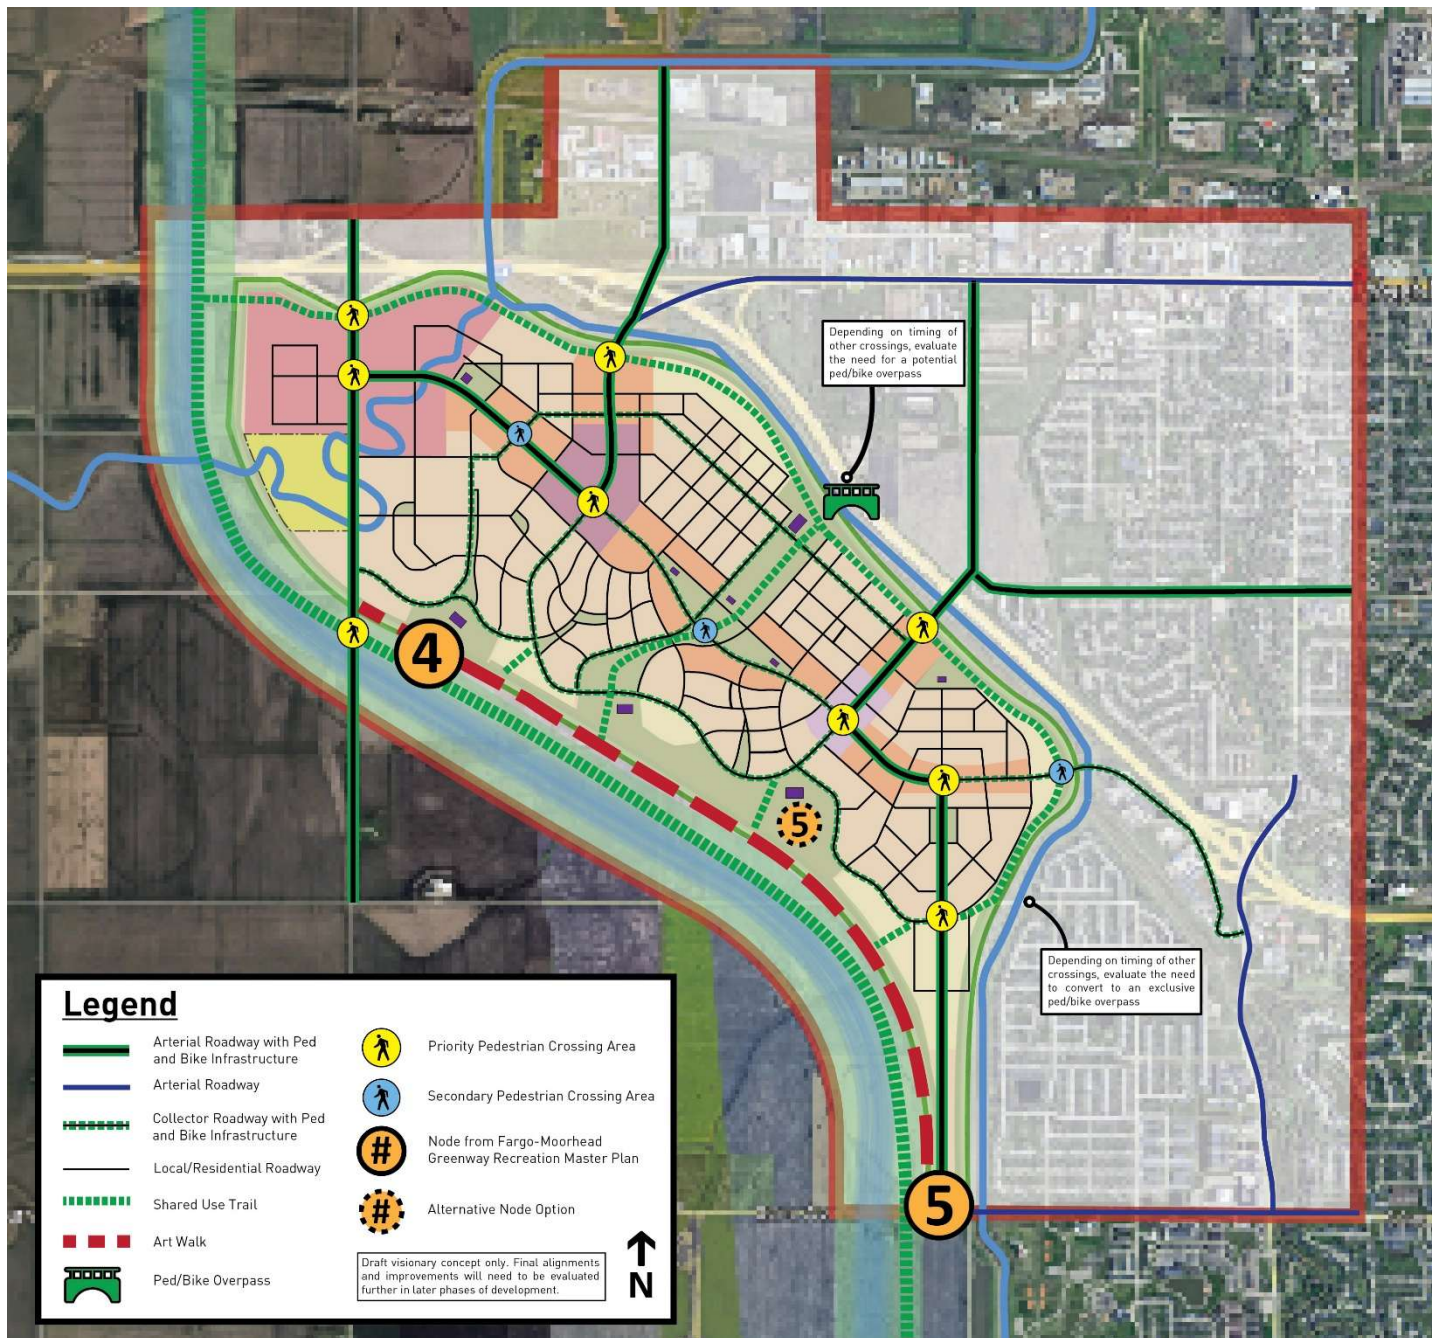 Depending on timing of
other crossings, evaluate
the need for a potential
ped/bike overpass
4
5
Depending on timing of other
crossings, evaluate the need
to convert to an exclusive
ped/bike overpass
5
Legend
Arterial Roadway with Ped
and Bike Infrastructure
Arterial Roadway
Collector Roadway with Ped
and Bike Infrastructure
Local/Residential Roadway
Shared Use Trail
Art Walk
Ped/Bike Overpass
Priority Pedestrian Crossing Area
Secondary Pedestrian Crossing Area
#
Node from Fargo-Moorhead
Greenway Recreation Master Plan
#
Alternative Node Option
Draft visionary concept only. Final alignments
and improvements will need to be evaluated
further in later phases of development.
N